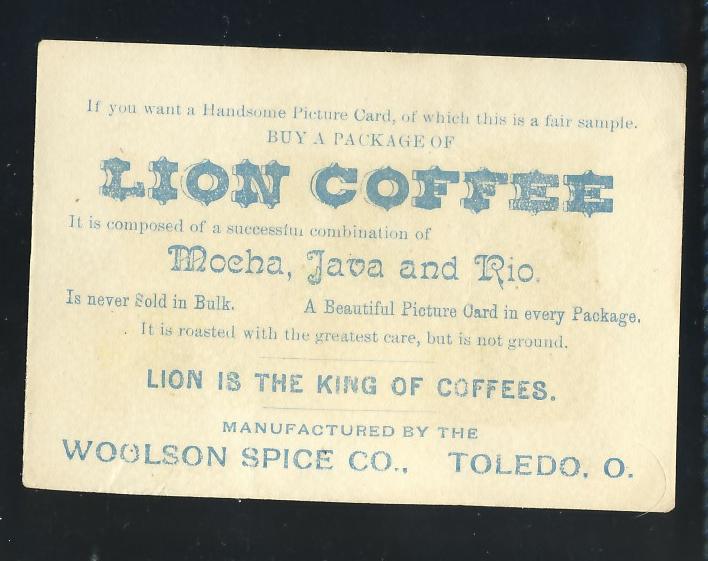 If you want a Handsome Picture Card, of which this is a fair sample.
BUY A PACKAGE OF
LION COFFEE
It is composed of a successful combination of
Mocha, Java and Rio.
Is never Sold in Bulk. A Beautiful Picture Card in every Package.
It is roasted with the greatest care, but is not ground.
LION IS THE KING OF COFFEES.
MANUFACTURED BY THE
WOOLSON SPICE CO., TOLEDO, O.